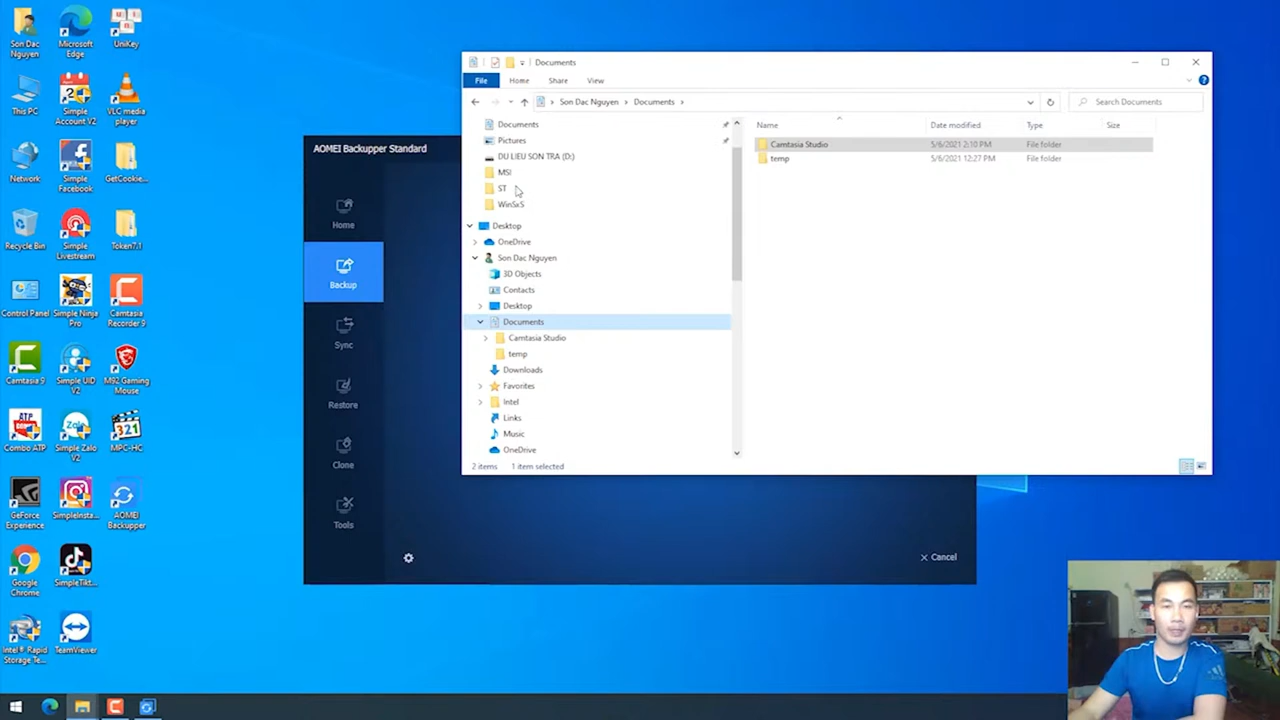 Son Dac
Nguyen
Microsoft
Edge
UniKey
This PC
Simple
Account V2
VLC media
player
Network
Simple
Facebook
GetCookie...
Recycle Bin
Simple
Livestream
Token7.1
Control Panel
Simple Ninja
Pro
Camtasia
Recorder 9
Camtasia 9
Simple UID
V2
M92 Gaming
Mouse
Combo ATP
Simple Zalo
V2
MPC-HC
GeForce
Experience
SimpleInsta...
AOMEI
Backupper
Google
Chrome
SimpleTikt...
Intel® Rapid
Storage Te...
TeamViewer
AOMEI Backupper Standard
Home
Backup
Sync
Restore
Clone
Tools
Cancel
Documents
File
Home
Share
View
Son Dac Nguyen > Documents >
Search Documents
Documents
Pictures
DU LIEU SON TRA (D:)
MSI
ST
WinSxS
Desktop
OneDrive
Son Dac Nguyen
3D Objects
Contacts
Desktop
Documents
Camtasia Studio
temp
Downloads
Favorites
Intel
Links
Music
OneDrive
Name Date modified Type Size
Camtasia Studio 5/6/2021 2:10 PM File folder
temp 5/6/2021 12:27 PM File folder
2 items 1 item selected